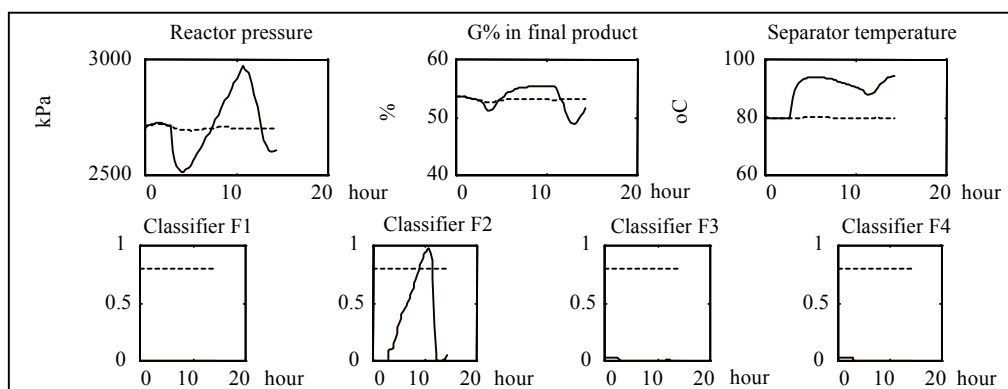 Reactor pressure G% in final product Separator temperature
3000 60 100
kPa % oC
50 80
2500 40 60
0 10 20 hour 0 10 20 hour 0 10 20 hour
Classifier F1 Classifier F2 Classifier F3 Classifier F4
1 1 1 1
0.5 0.5 0.5 0.5
0 0 0 0
0 10 20 hour 0 10 20 hour 0 10 20 hour 0 10 20 hour